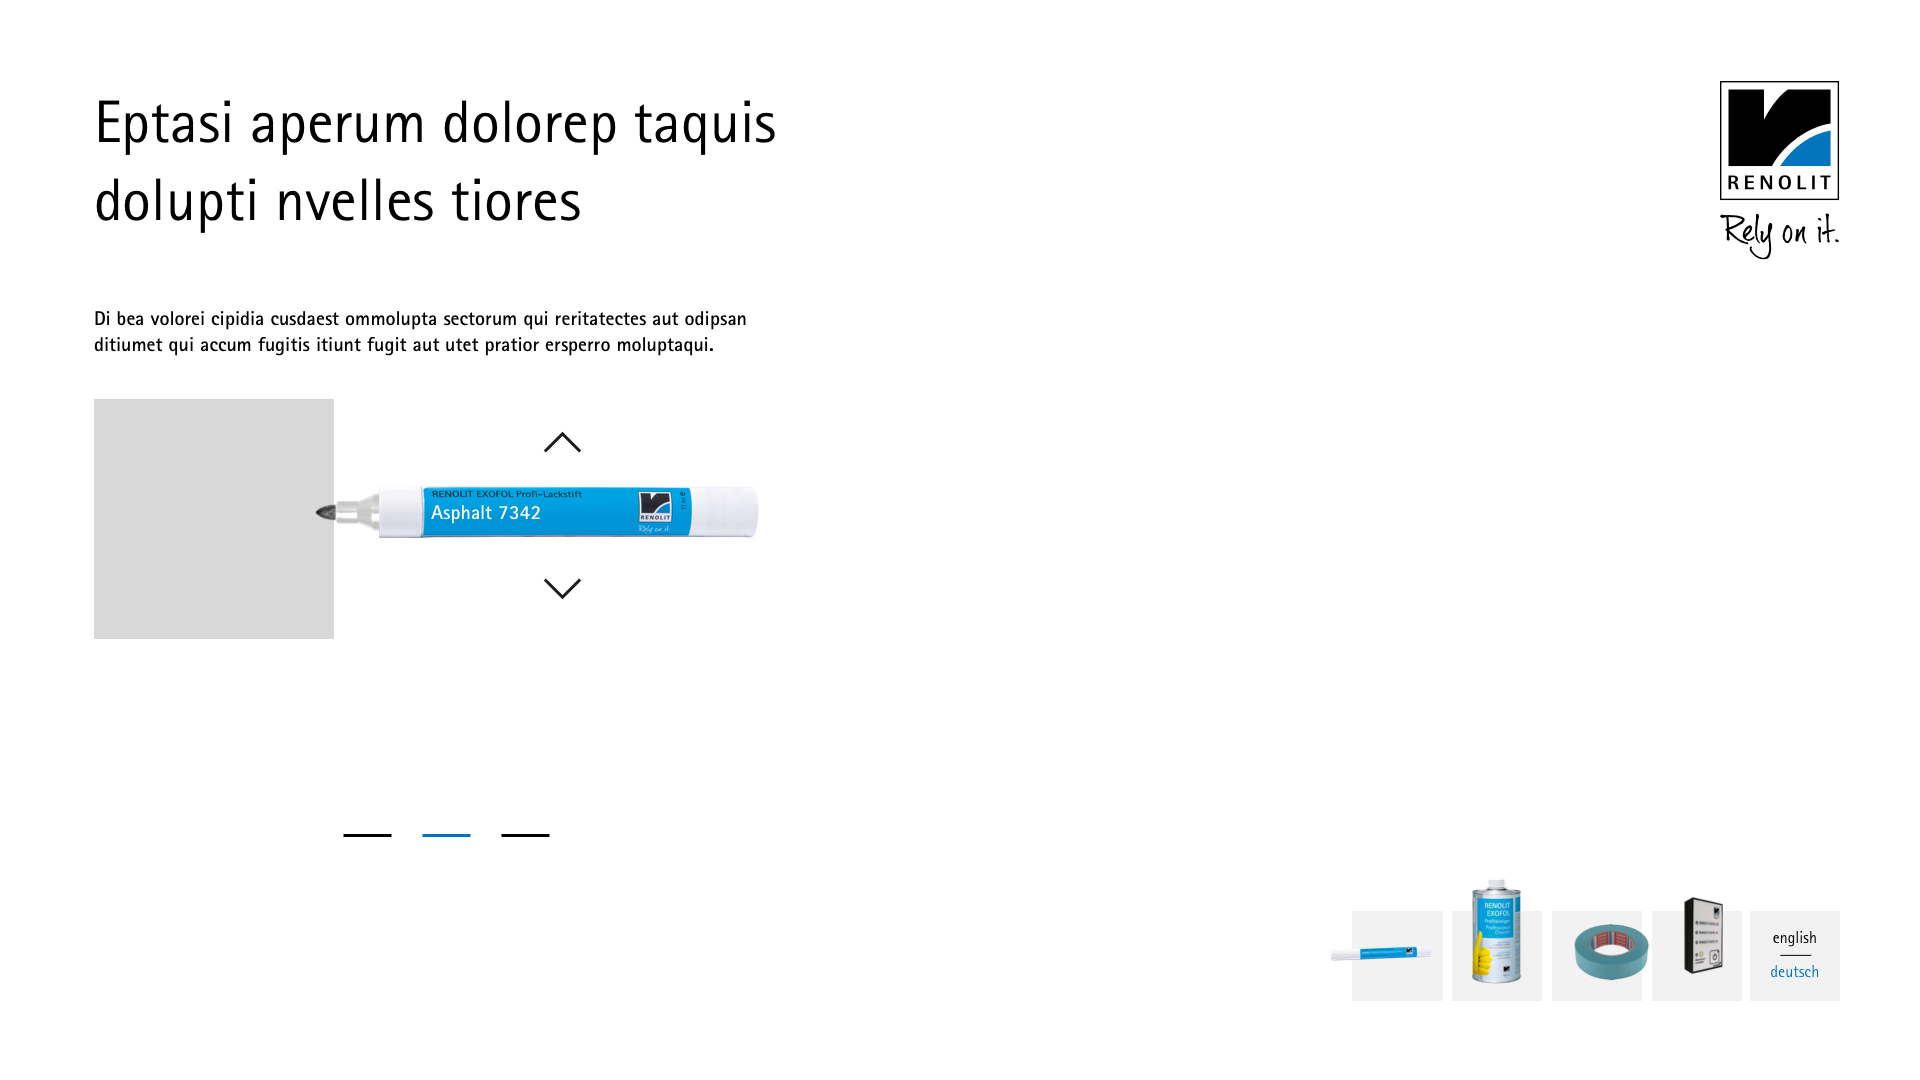 Eptasi aperum dolorep taquis
dolupti nvelles tiores
RENOLIT
Rely on it.
Di bea volorei cipidia cusdaest ommolupta sectorum qui reritatectes aut odipsan
ditiumet qui accum fugitis itiunt fugit aut utet pratior ersperro moluptaqui.
RENOLIT EXOFOL Profi-Lackstift
Asphalt 7342
RENOLIT
Rely on it.
RENOLIT
EXOFOL
english
deutsch